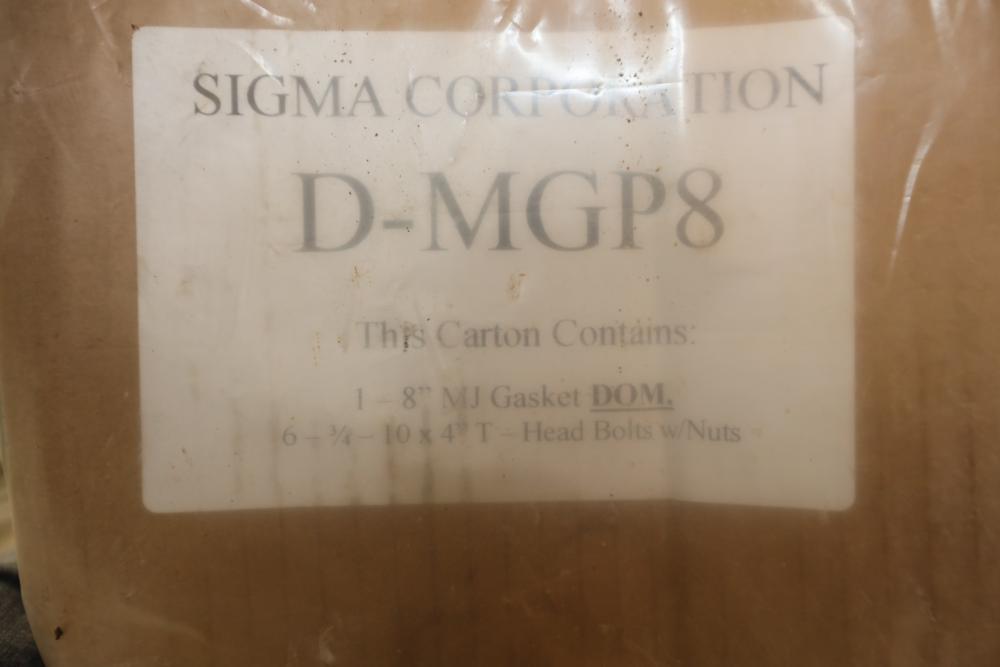 SIGMA CORPORATION
D-MGP8
This Carton Contains:
1 – 8” MJ Gasket DOM.
6 – ¾ – 10 x 4” T – Head Bolts w/Nuts